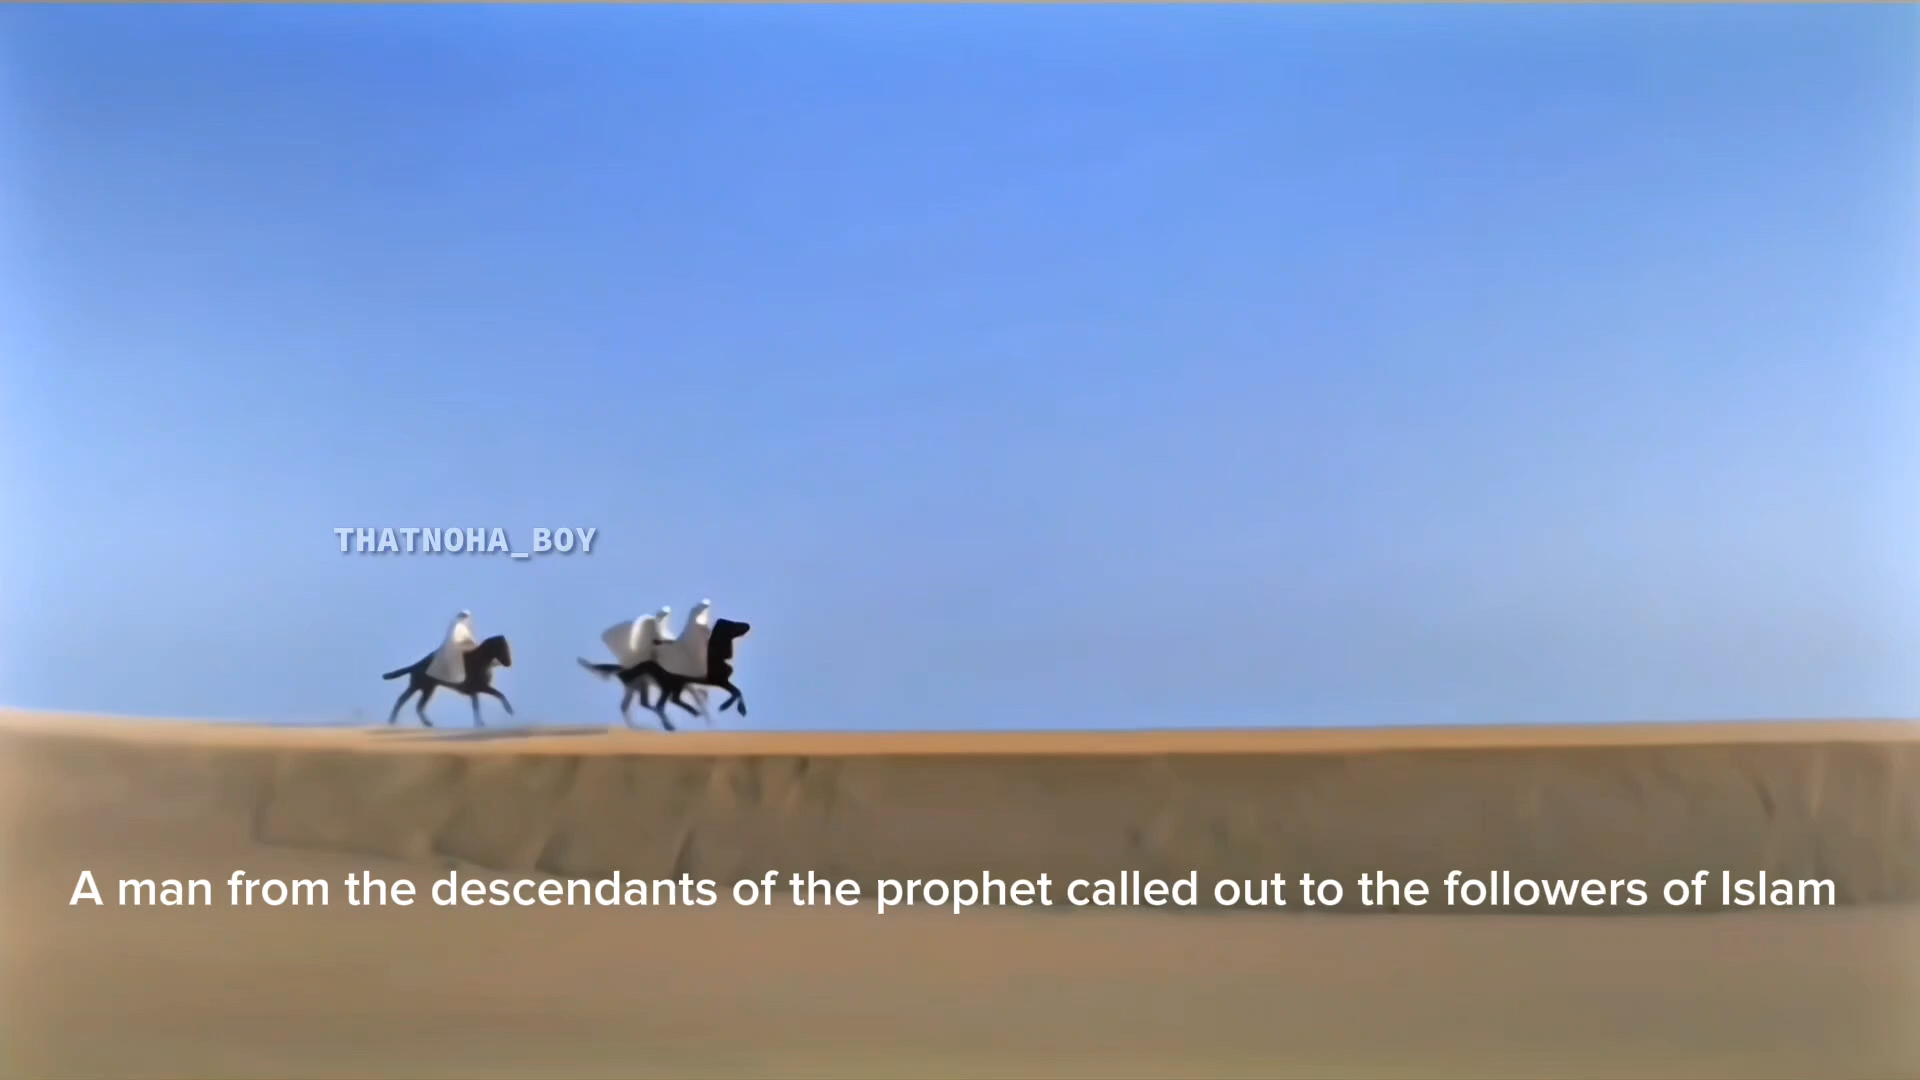 THATNOHA_BOY
A man from the descendants of the prophet called out to the followers of Islam